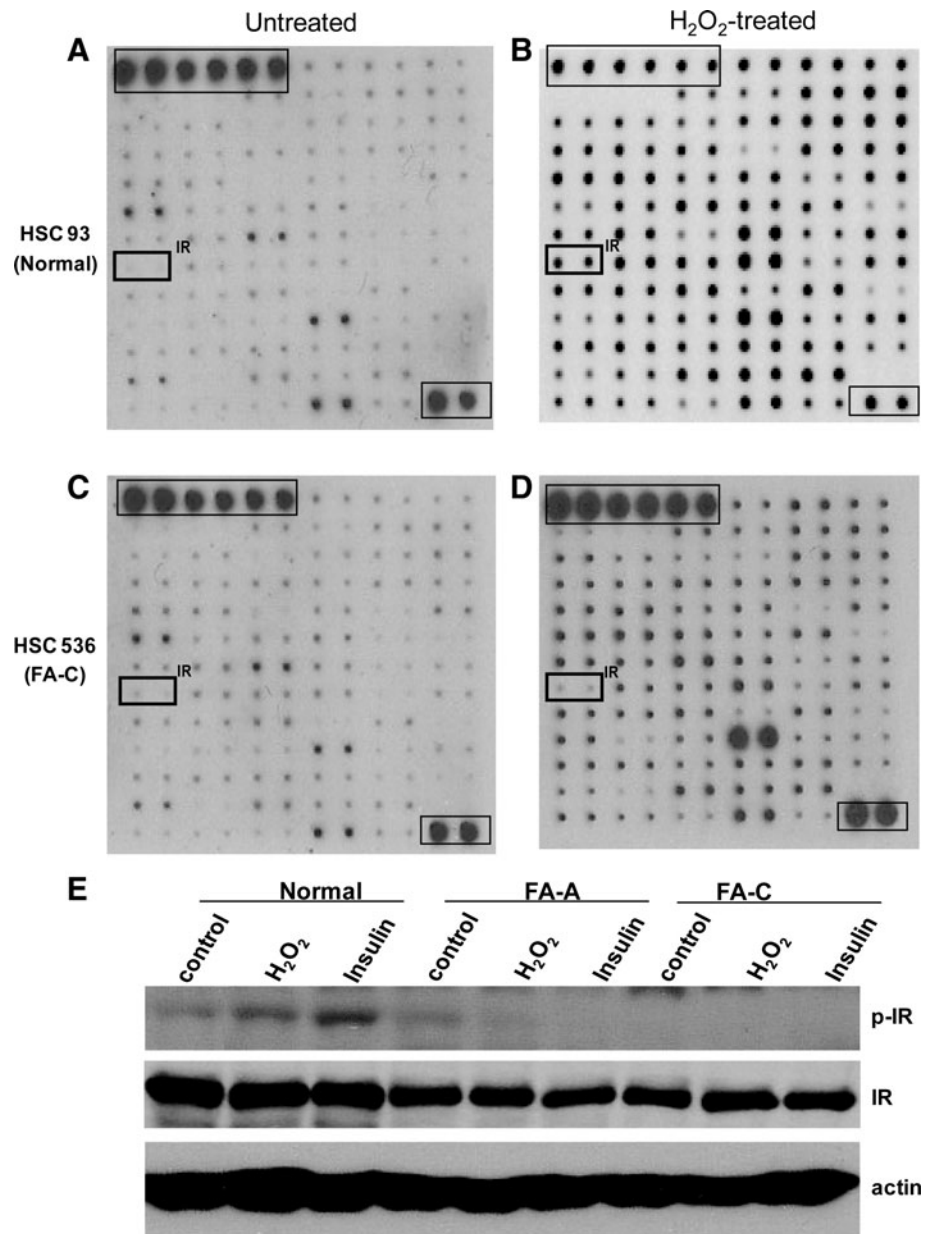 Untreated
H₂O₂-treated
A
B
IR
IR
HSC 93
(Normal)
C
D
IR
IR
HSC 536
(FA-C)
E
Normal
FA-A
FA-C
control
H₂O₂
Insulin
control
H₂O₂
Insulin
control
H₂O₂
Insulin
p-IR
IR
actin